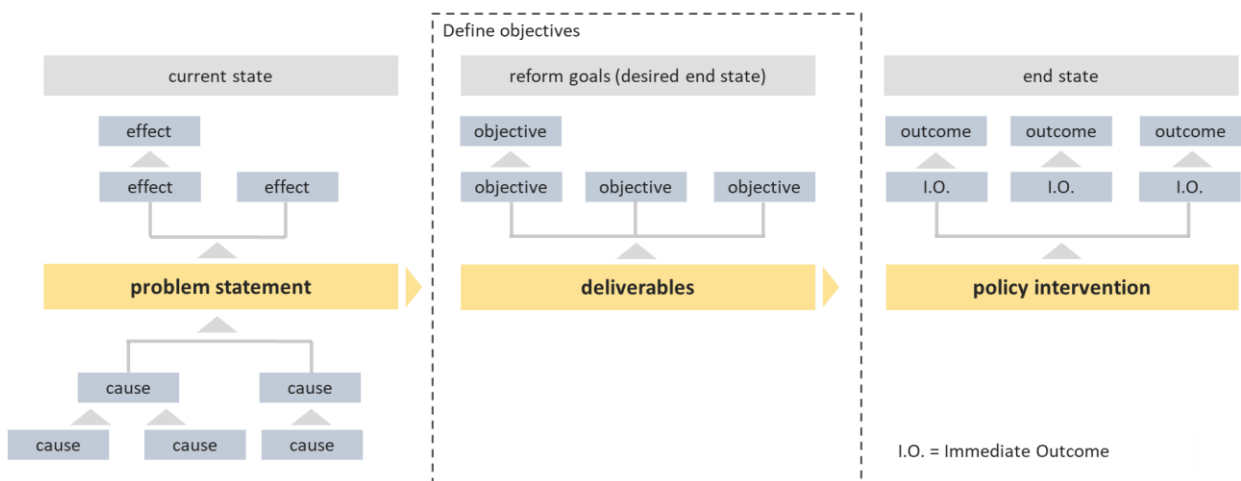 Define objectives
current state
reform goals (desired end state)
end state
effect
objective
outcome
outcome
outcome
effect
effect
objective
objective
objective
I.O.
I.O.
I.O.
problem statement
deliverables
policy intervention
cause
cause
cause
cause
cause
I.O. = Immediate Outcome